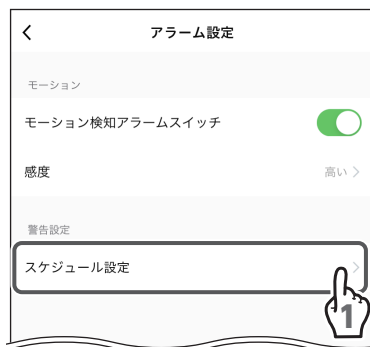 アラーム設定
モーション
モーション検知アラームスイッチ
感度 高い
警告設定
スケジュール設定
1